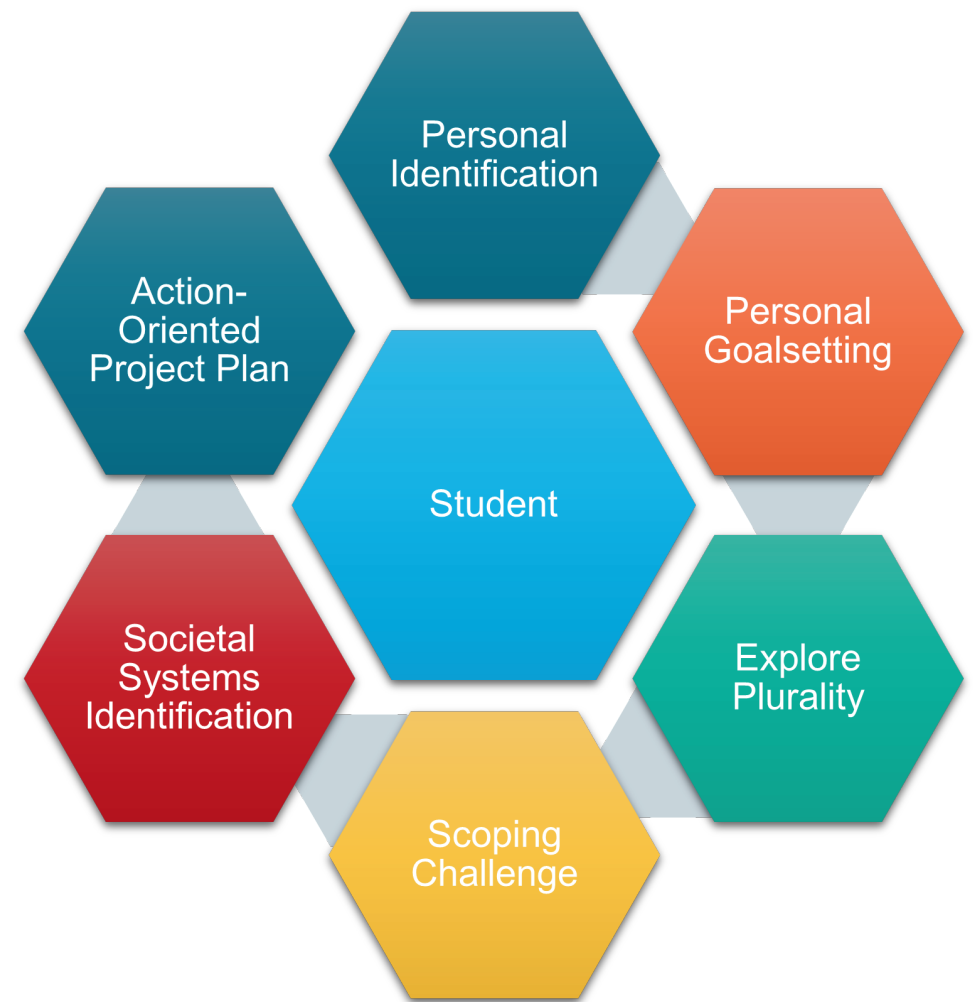 Personal
Identification
Personal
Goalsetting
Explore
Plurality
Scoping
Challenge
Societal
Systems
Identification
Action-
Oriented
Project Plan
Student